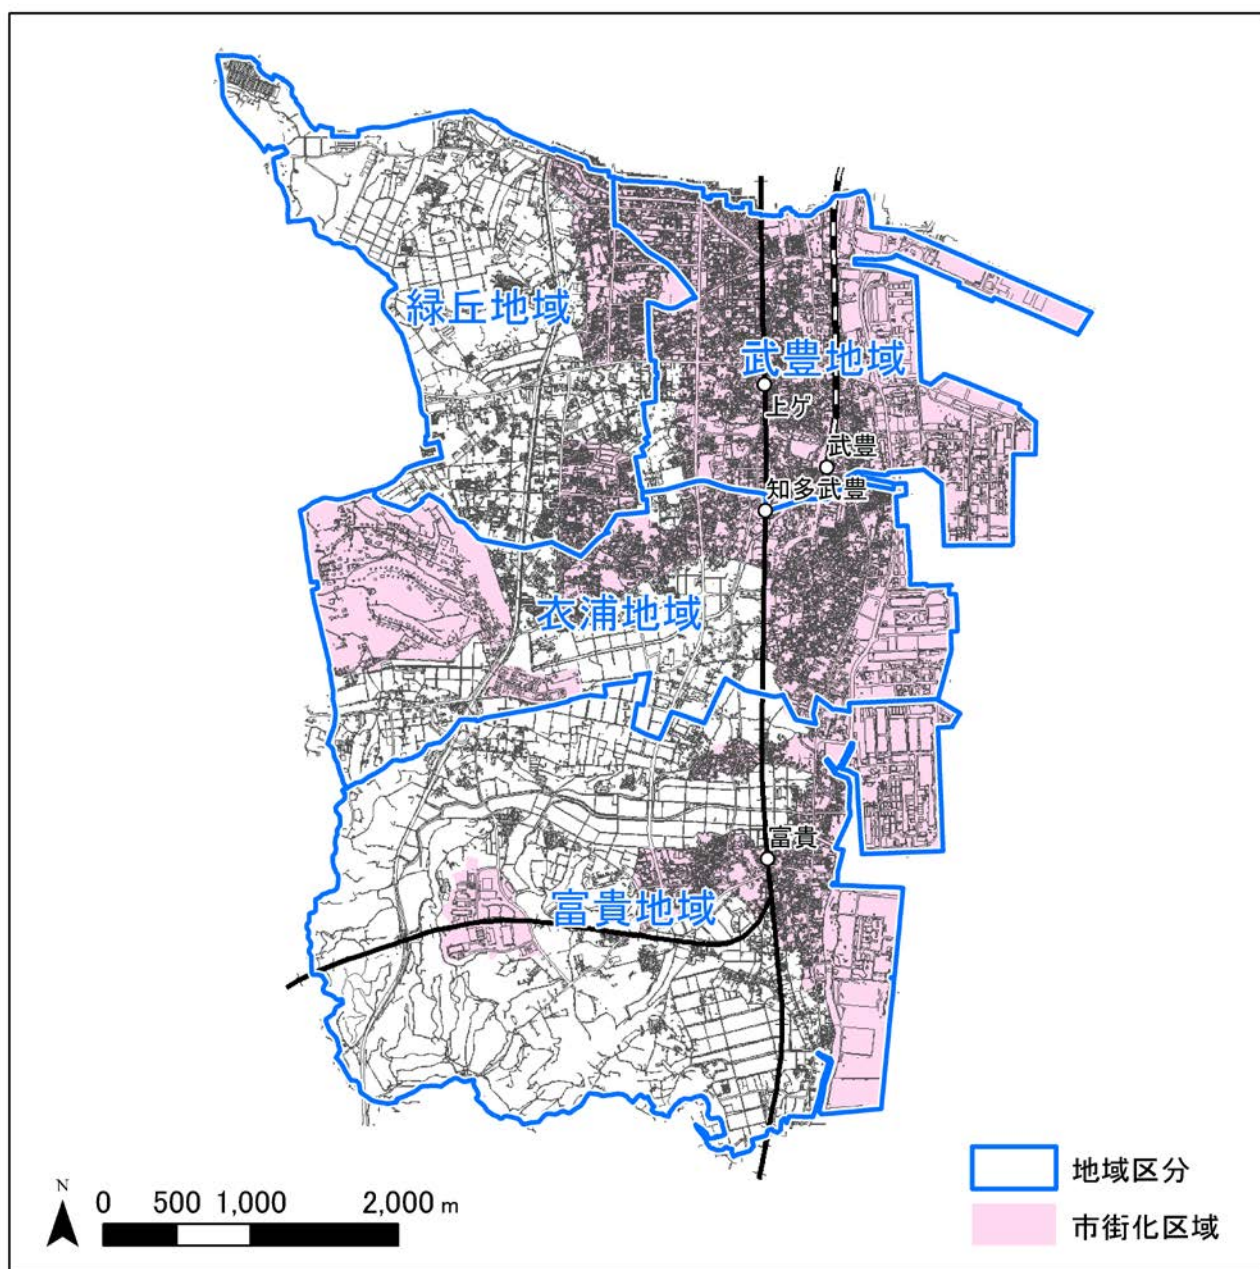 緑丘地域
武豊地域
上ゲ
武豊
知多武豊
衣浦地域
富貴
富貴地域
N
0 500 1,000 2,000 m
地域区分
市街化区域